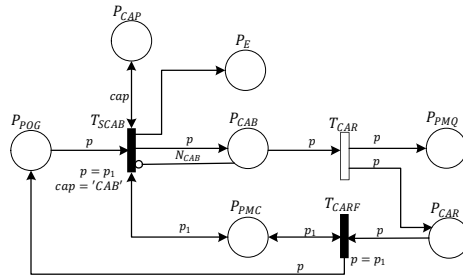 P_CAP
P_E
cap
T_SCAB
P_POG
p
p
N_CAB
P_CAB
p
T_CAR
p
p
P_PMQ
p = p_1
cap = 'CAB'
p_1
P_PMC
p_1
T_CARF
p
P_CAR
p = p_1
p